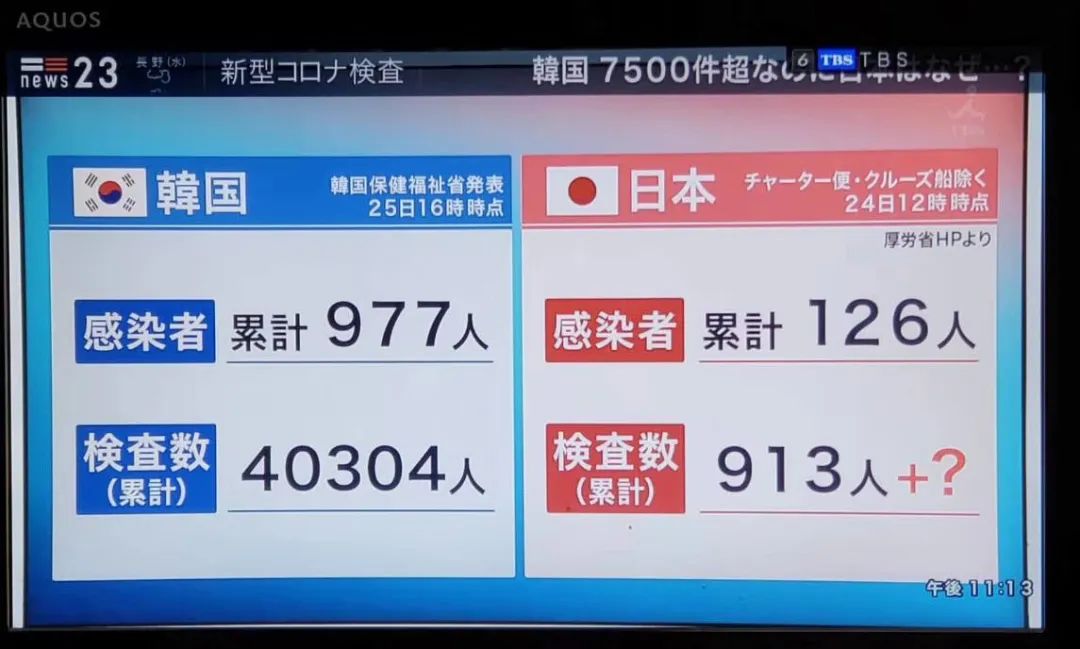 AQUOS
news23
長野(水)
新型コロナ検査
韓国 7500件超なのに日本はなぜ…?
6 TBS TBS
韓国
韓国保健福祉省発表
25日16時時点
感染者 累計 977人
検査数
(累計)
40304人
日本
チャーター便・クルーズ船除く
24日12時時点
厚労省HPより
感染者 累計 126人
検査数
(累計)
913人+?
午後11:13